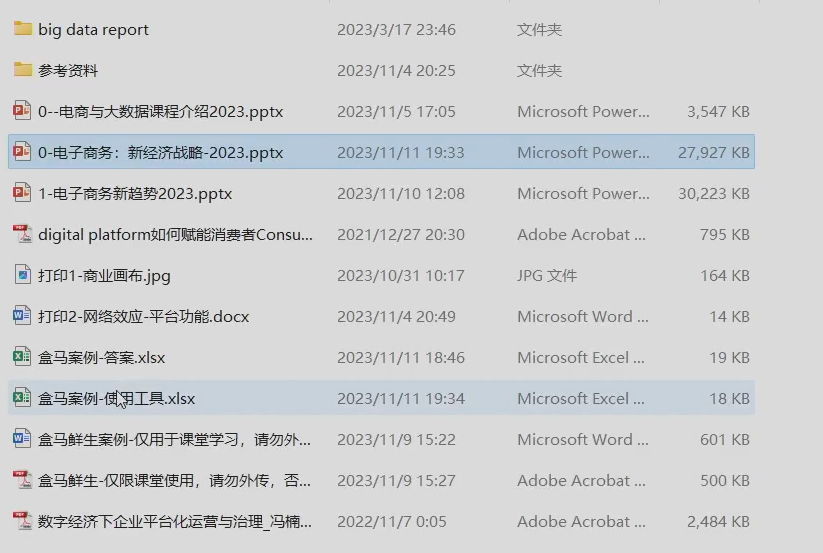 big data report 2023/3/17 23:46 文件夹
参考资料 2023/11/4 20:25 文件夹
0--电商与大数据课程介绍2023.pptx 2023/11/5 17:05 Microsoft Power... 3,547 KB
0-电子商务：新经济战略-2023.pptx 2023/11/11 19:33 Microsoft Power... 27,927 KB
1-电子商务新趋势2023.pptx 2023/11/10 12:08 Microsoft Power... 30,223 KB
digital platform如何赋能消费者Consu... 2021/12/27 20:30 Adobe Acrobat ... 795 KB
打印1-商业画布.jpg 2023/10/31 10:17 JPG 文件 164 KB
打印2-网络效应-平台功能.docx 2023/11/4 20:49 Microsoft Word ... 14 KB
盒马案例-答案.xlsx 2023/11/11 18:46 Microsoft Excel ... 19 KB
盒马案例-使用工具.xlsx 2023/11/11 19:34 Microsoft Excel ... 18 KB
盒马鲜生案例-仅用于课堂学习，请勿外... 2023/11/9 15:22 Microsoft Word ... 601 KB
盒马鲜生-仅限课堂使用，请勿外传，否... 2023/11/9 15:27 Adobe Acrobat ... 500 KB
数字经济下企业平台化运营与治理_冯楠... 2022/11/7 0:05 Adobe Acrobat ... 2,484 KB